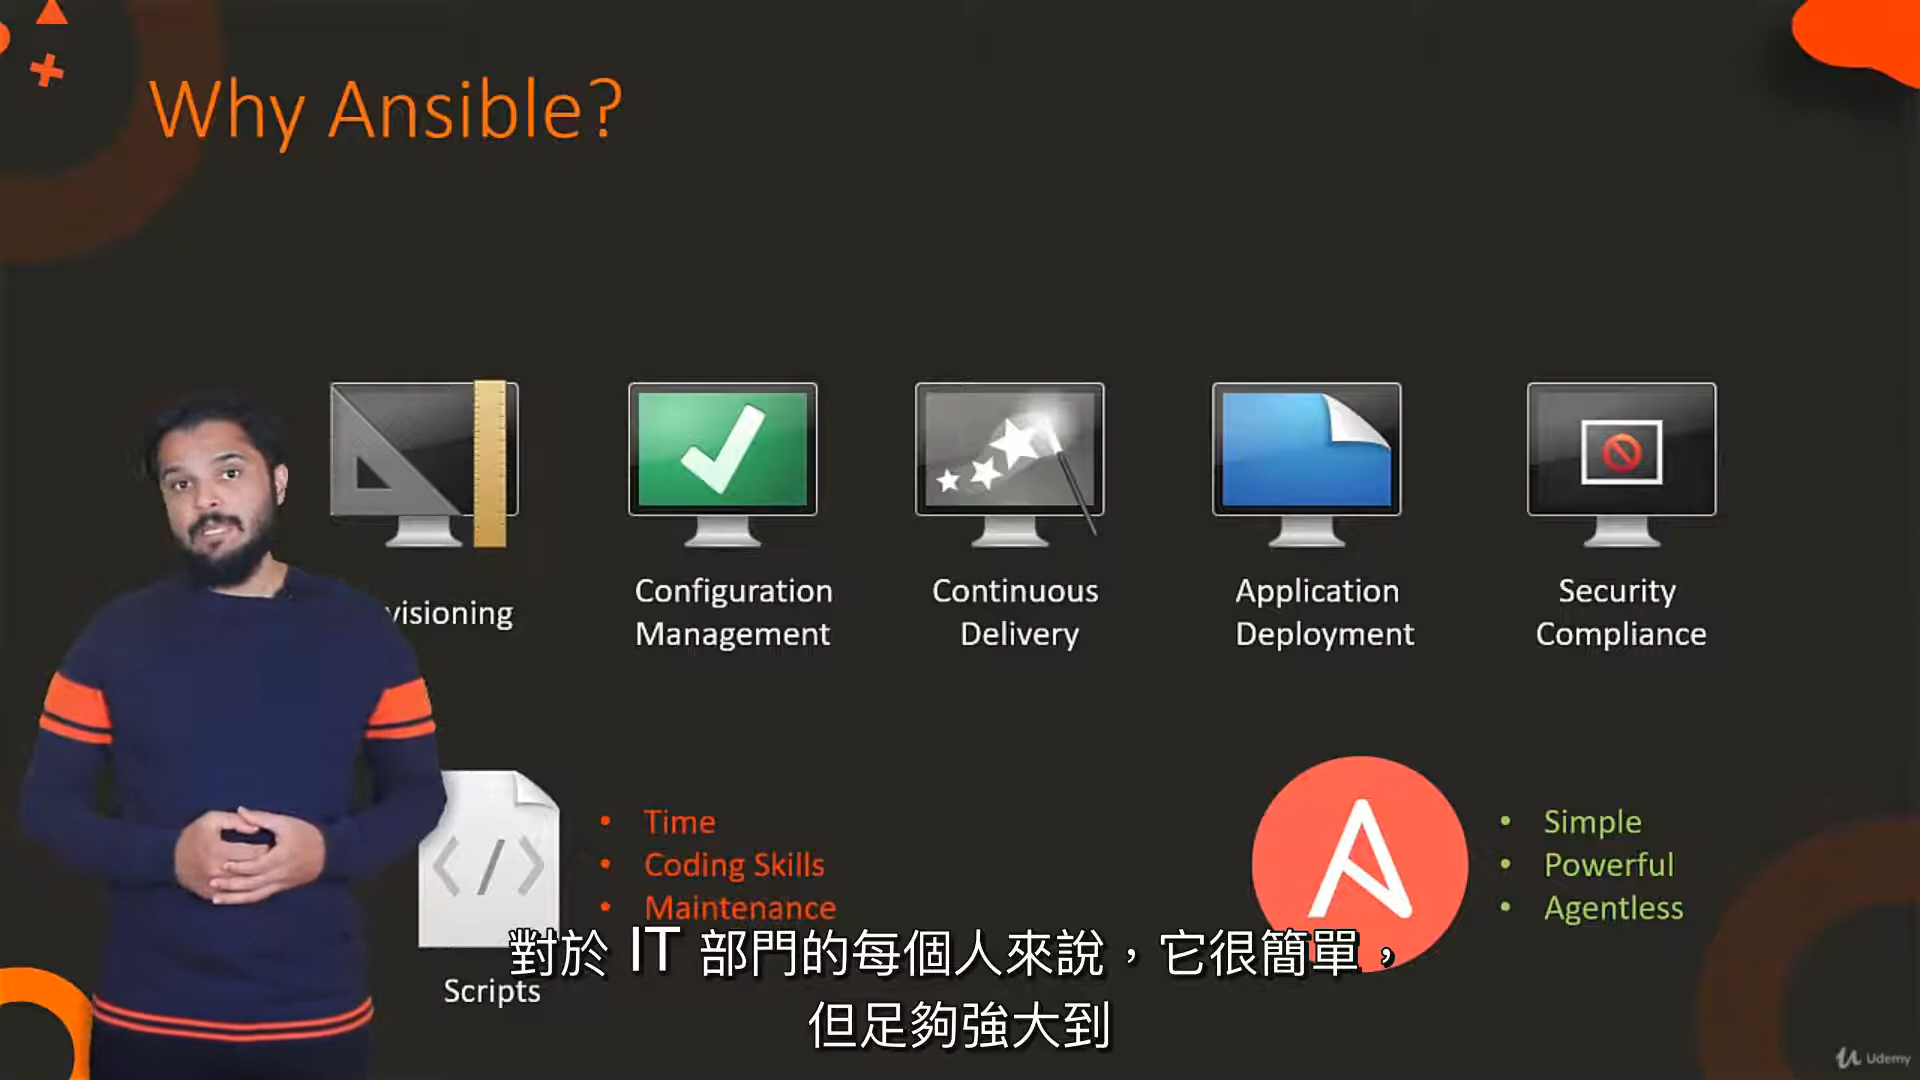 Why Ansible?
visioning
Configuration
Management
Continuous
Delivery
Application
Deployment
Security
Compliance
• Time
• Coding Skills
• Maintenance
Scripts
• Simple
• Powerful
• Agentless
對於 IT 部門的每個人來說，它很簡單，
但足夠強大到
Udemy